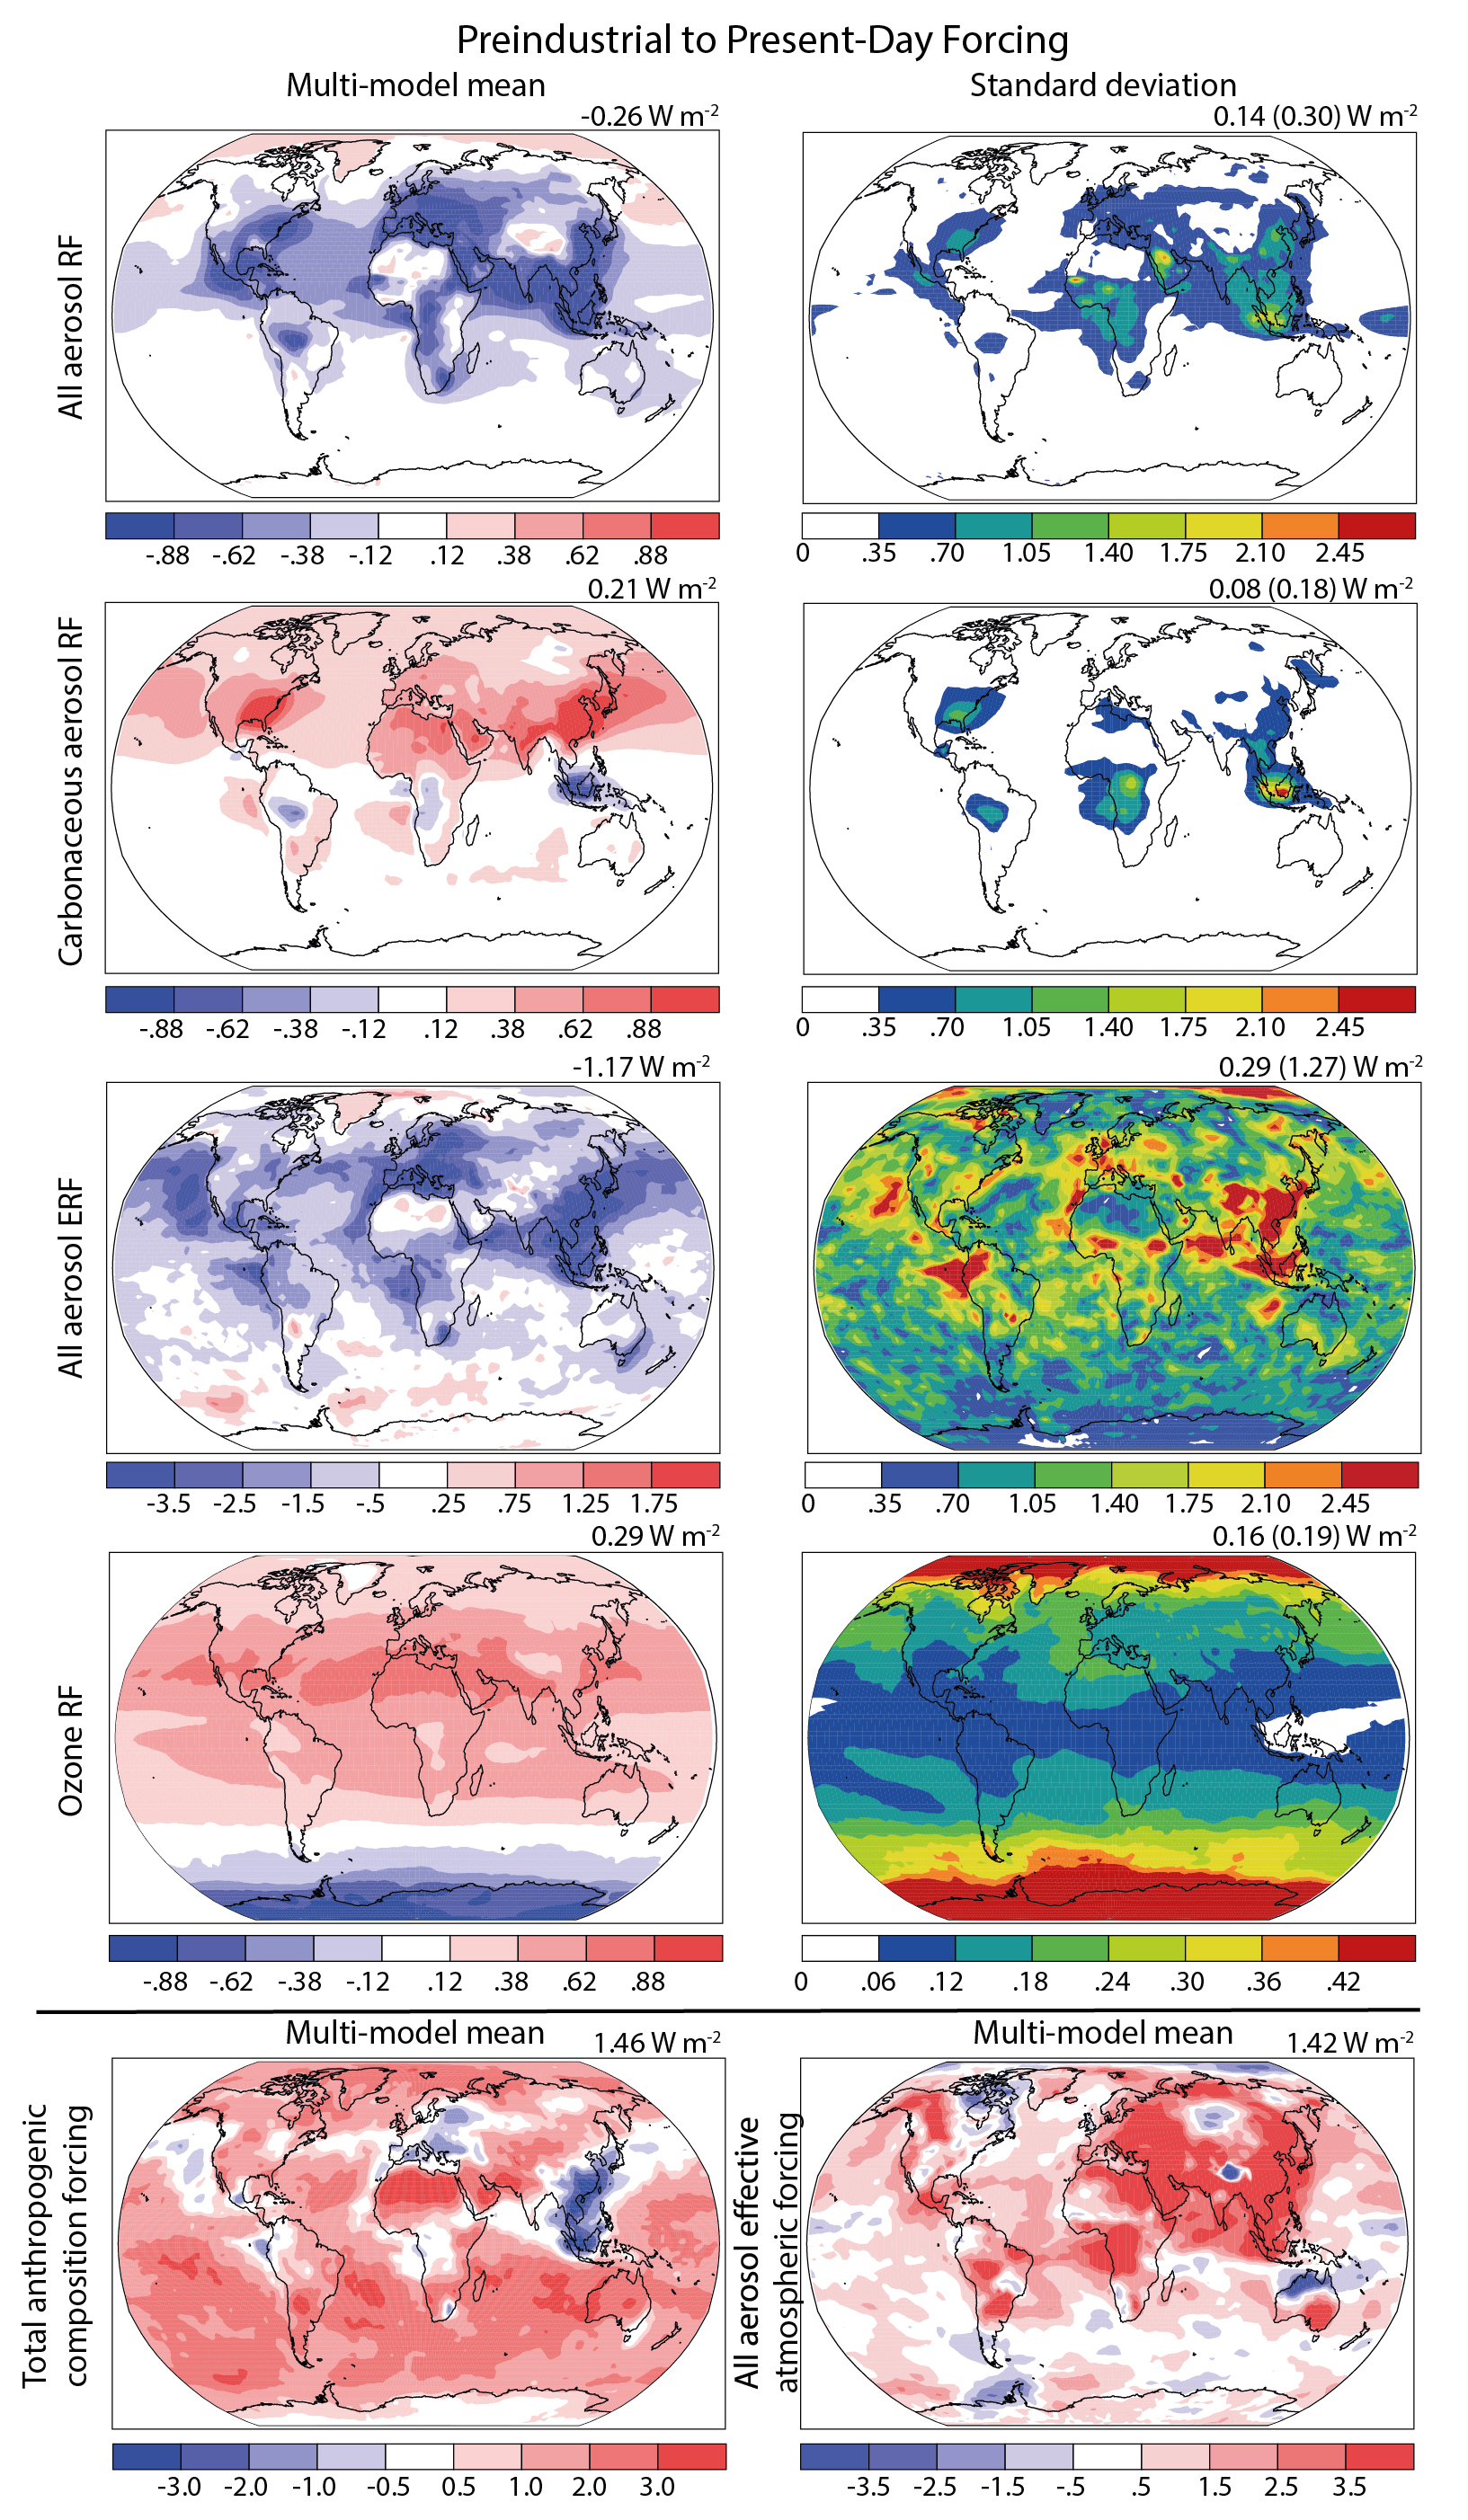 Preindustrial to Present-Day Forcing
Multi-model mean
Standard deviation
-0.26 W m-2
0.14 (0.30) W m-2
All aerosol RF
-.88 -.62 -.38 -.12 .12 .38 .62 .88
0 .35 .70 1.05 1.40 1.75 2.10 2.45
0.21 W m-2
0.08 (0.18) W m-2
Carbonaceous aerosol RF
-.88 -.62 -.38 -.12 .12 .38 .62 .88
0 .35 .70 1.05 1.40 1.75 2.10 2.45
-1.17 W m-2
0.29 (1.27) W m-2
All aerosol ERF
-3.5 -2.5 -1.5 -.5 .25 .75 1.25 1.75
0 .35 .70 1.05 1.40 1.75 2.10 2.45
0.29 W m-2
0.16 (0.19) W m-2
Ozone RF
-.88 -.62 -.38 -.12 .12 .38 .62 .88
0 .06 .12 .18 .24 .30 .36 .42
Multi-model mean
1.46 W m-2
Multi-model mean
1.42 W m-2
Total anthropogenic
composition forcing
All aerosol effective
atmospheric forcing
-3.0 -2.0 -1.0 -0.5 0.5 1.0 2.0 3.0
-3.5 -2.5 -1.5 -.5 .5 1.5 2.5 3.5